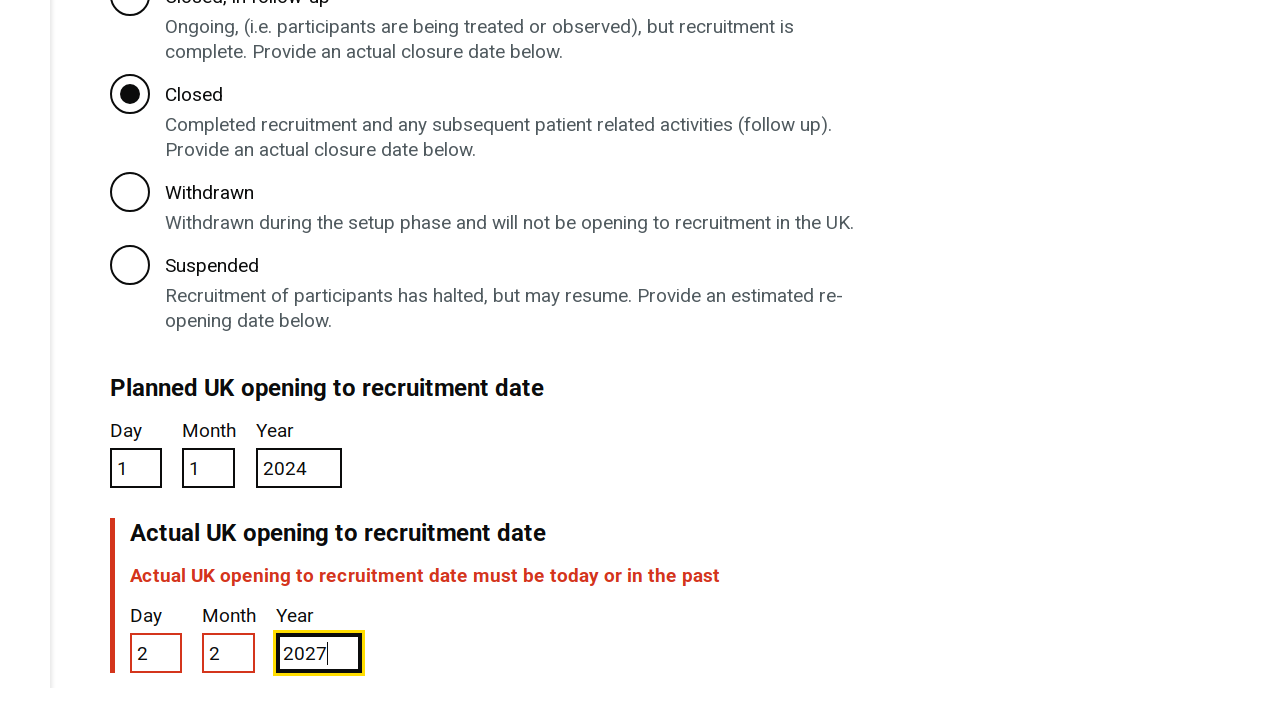 Closed, in follow-up
Ongoing, (i.e. participants are being treated or observed), but recruitment is
complete. Provide an actual closure date below.
Closed
Completed recruitment and any subsequent patient related activities (follow up).
Provide an actual closure date below.
Withdrawn
Withdrawn during the setup phase and will not be opening to recruitment in the UK.
Suspended
Recruitment of participants has halted, but may resume. Provide an estimated re-
opening date below.
Planned UK opening to recruitment date
Day Month Year
1 1 2024
Actual UK opening to recruitment date
Actual UK opening to recruitment date must be today or in the past
Day Month Year
2 2 2027